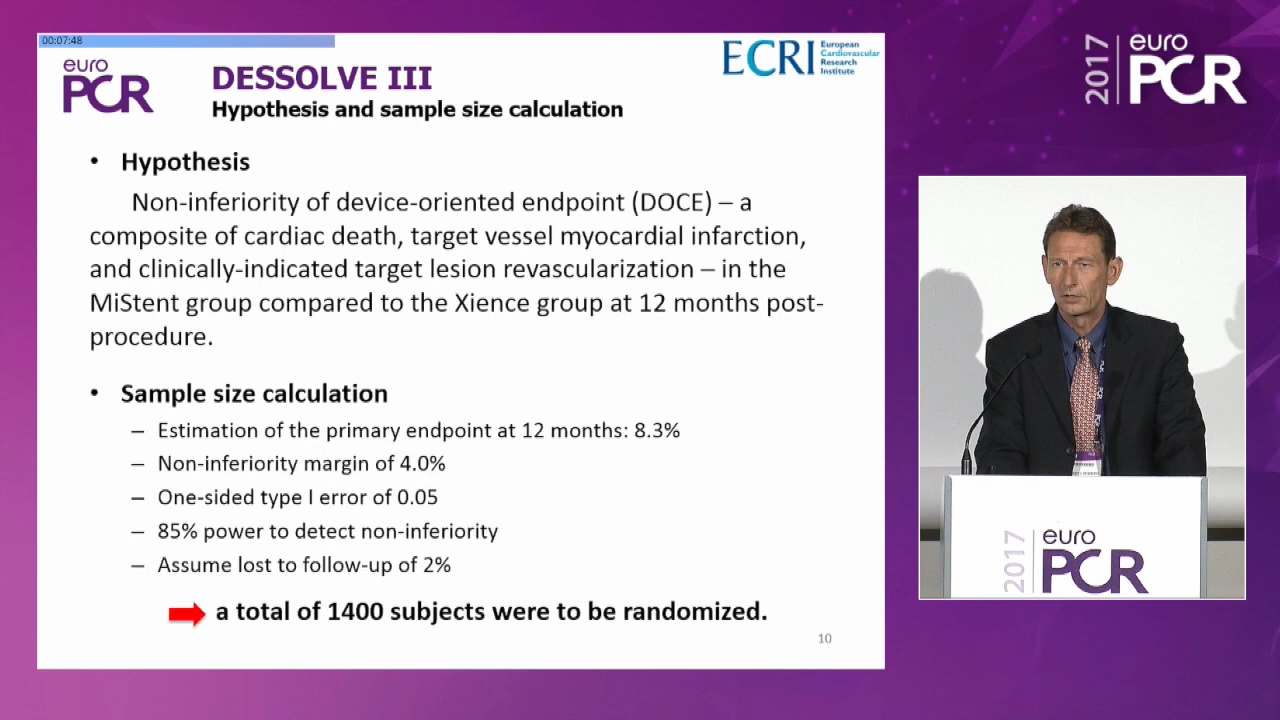 00:07:48
euro
PCR
DESSOLVE III
Hypothesis and sample size calculation
ECRI
European
Cardiovascular
Research
Institute
• Hypothesis
Non-inferiority of device-oriented endpoint (DOCE) – a
composite of cardiac death, target vessel myocardial infarction,
and clinically-indicated target lesion revascularization – in the
MiStent group compared to the Xience group at 12 months post-
procedure.
• Sample size calculation
– Estimation of the primary endpoint at 12 months: 8.3%
– Non-inferiority margin of 4.0%
– One-sided type I error of 0.05
– 85% power to detect non-inferiority
– Assume lost to follow-up of 2%
a total of 1400 subjects were to be randomized.
10
2017
euro
PCR
PCR
2017
euro
PCR